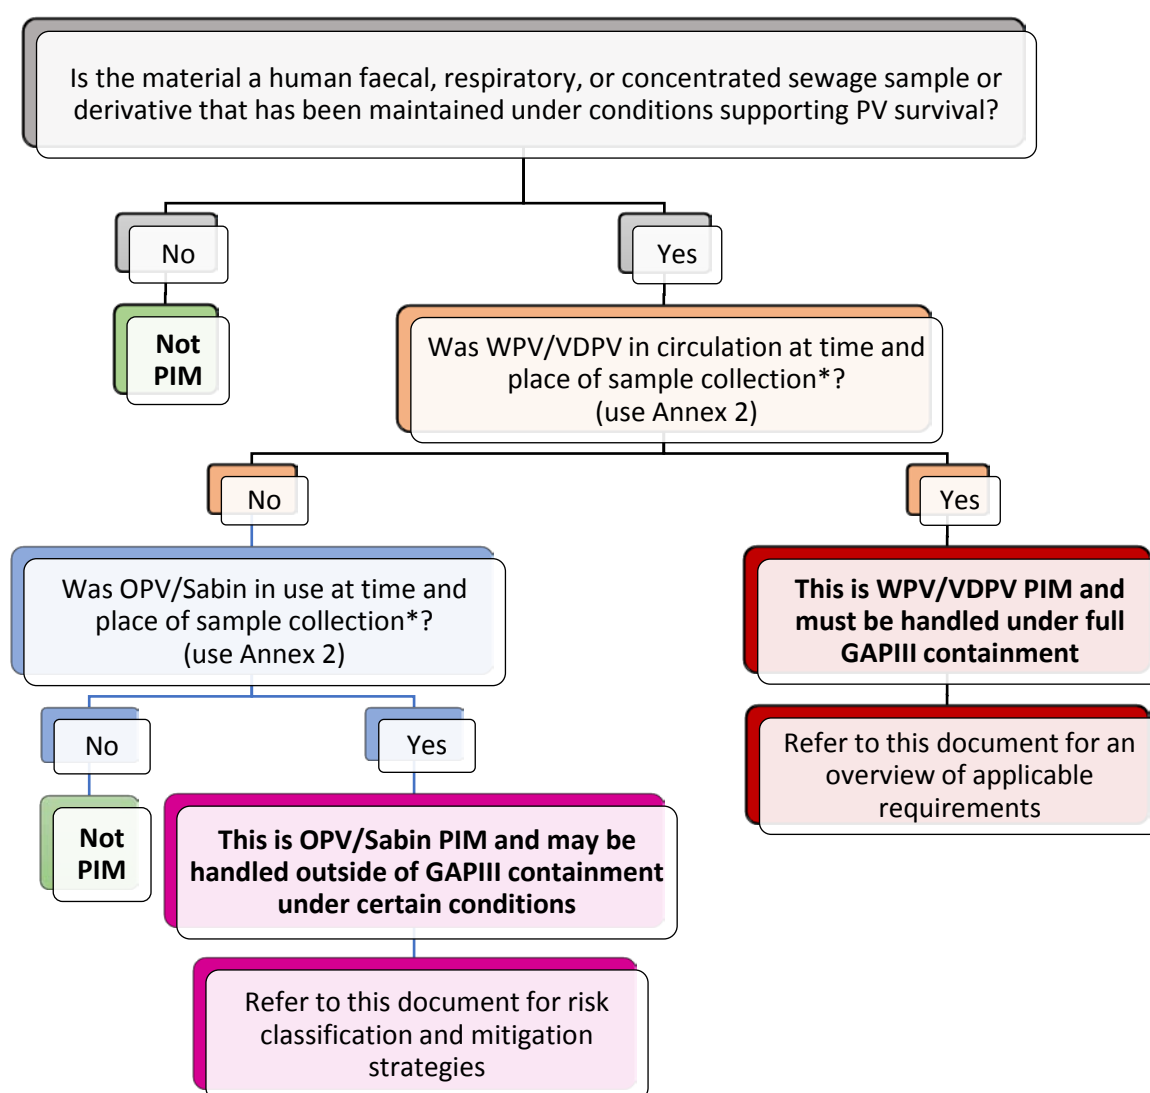 Is the material a human faecal, respiratory, or concentrated sewage sample or
derivative that has been maintained under conditions supporting PV survival?
No
Yes
Not
PIM
Was WPV/VDPV in circulation at time and
place of sample collection*?
(use Annex 2)
No
Yes
Was OPV/Sabin in use at time and
place of sample collection*?
(use Annex 2)
This is WPV/VDPV PIM and
must be handled under full
GAPIII containment
No
Yes
Refer to this document for an
overview of applicable
requirements
Not
PIM
This is OPV/Sabin PIM and may be
handled outside of GAPIII containment
under certain conditions
Refer to this document for risk
classification and mitigation
strategies